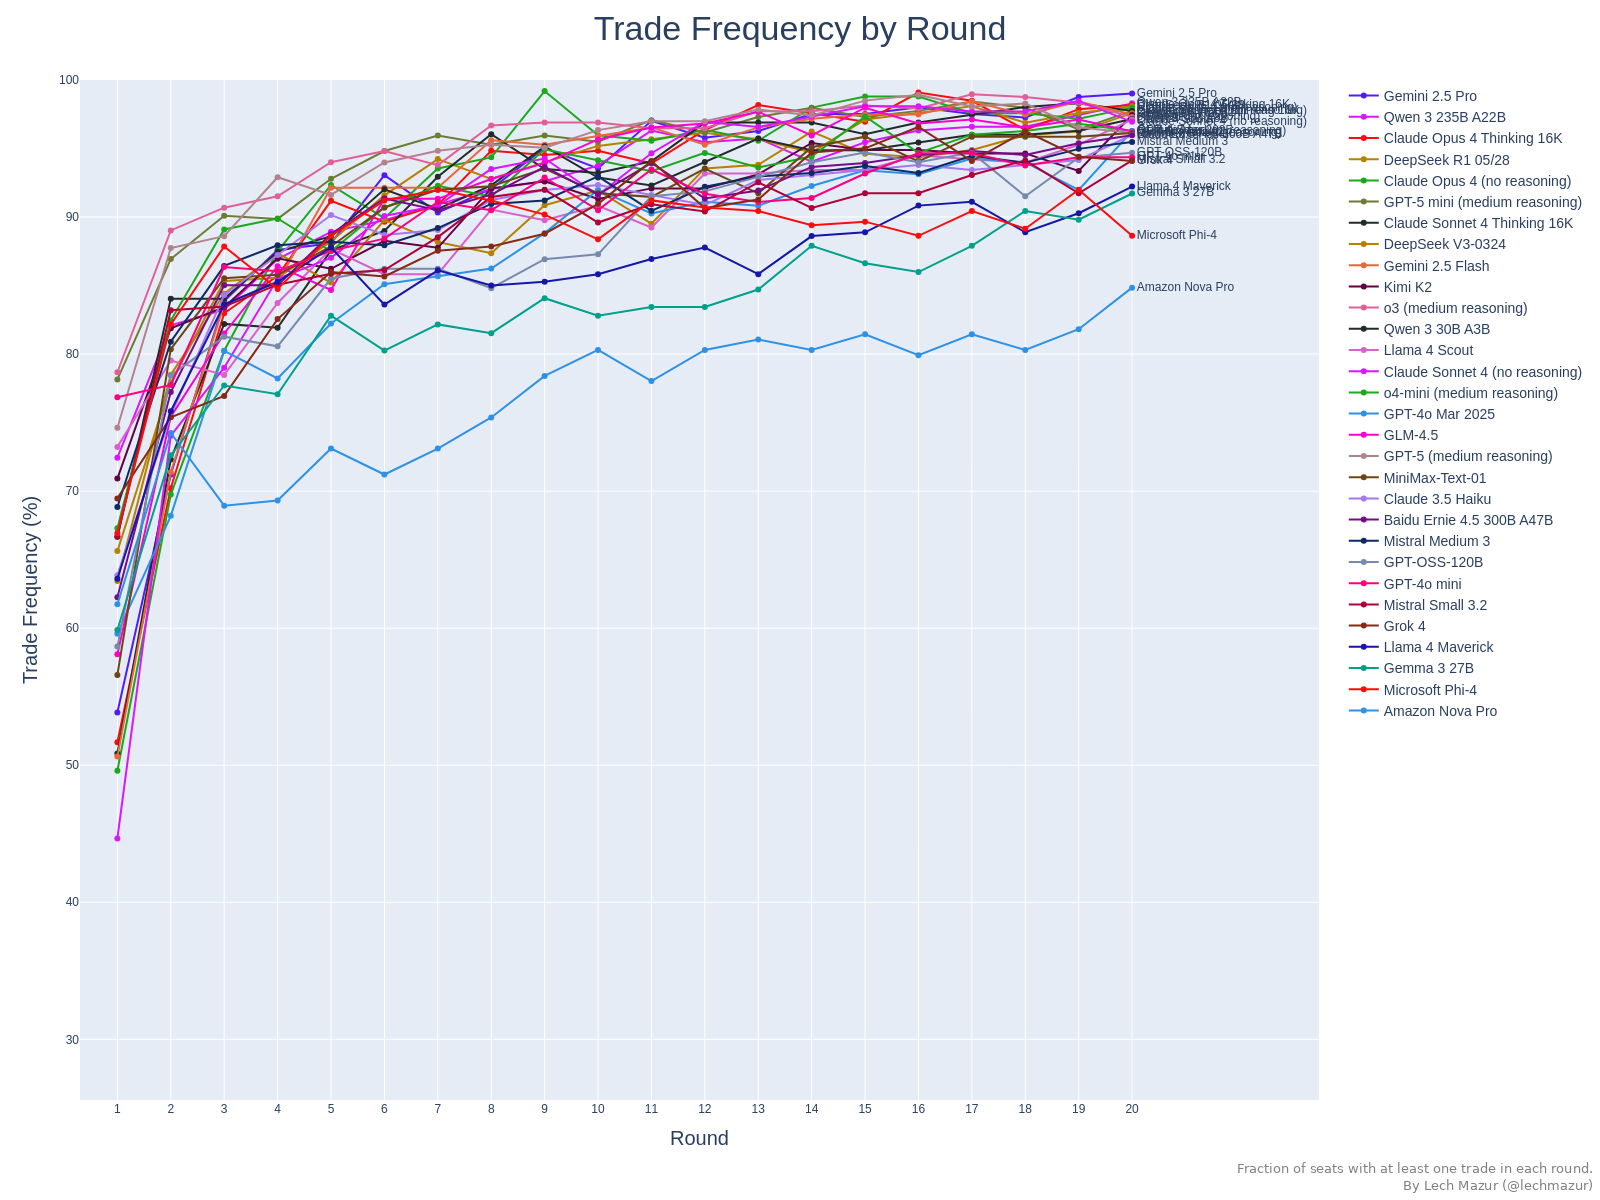 Trade Frequency by Round
Trade Frequency (%)
100
90
80
70
60
50
40
30
1 2 3 4 5 6 7 8 9 10 11 12 13 14 15 16 17 18 19 20
Round
Gemini 2.5 Pro
Mistral Medium 3
GPT-OSS-120B
Llama 4 Maverick
Gemma 3 27B
Microsoft Phi-4
Amazon Nova Pro
Gemini 2.5 Pro
Qwen 3 235B A22B
Claude Opus 4 Thinking 16K
DeepSeek R1 05/28
Claude Opus 4 (no reasoning)
GPT-5 mini (medium reasoning)
Claude Sonnet 4 Thinking 16K
DeepSeek V3-0324
Gemini 2.5 Flash
Kimi K2
o3 (medium reasoning)
Qwen 3 30B A3B
Llama 4 Scout
Claude Sonnet 4 (no reasoning)
o4-mini (medium reasoning)
GPT-4o Mar 2025
GLM-4.5
GPT-5 (medium reasoning)
MiniMax-Text-01
Claude 3.5 Haiku
Baidu Ernie 4.5 300B A47B
Mistral Medium 3
GPT-OSS-120B
GPT-4o mini
Mistral Small 3.2
Grok 4
Llama 4 Maverick
Gemma 3 27B
Microsoft Phi-4
Amazon Nova Pro
Fraction of seats with at least one trade in each round.
By Lech Mazur (@lechmazur)